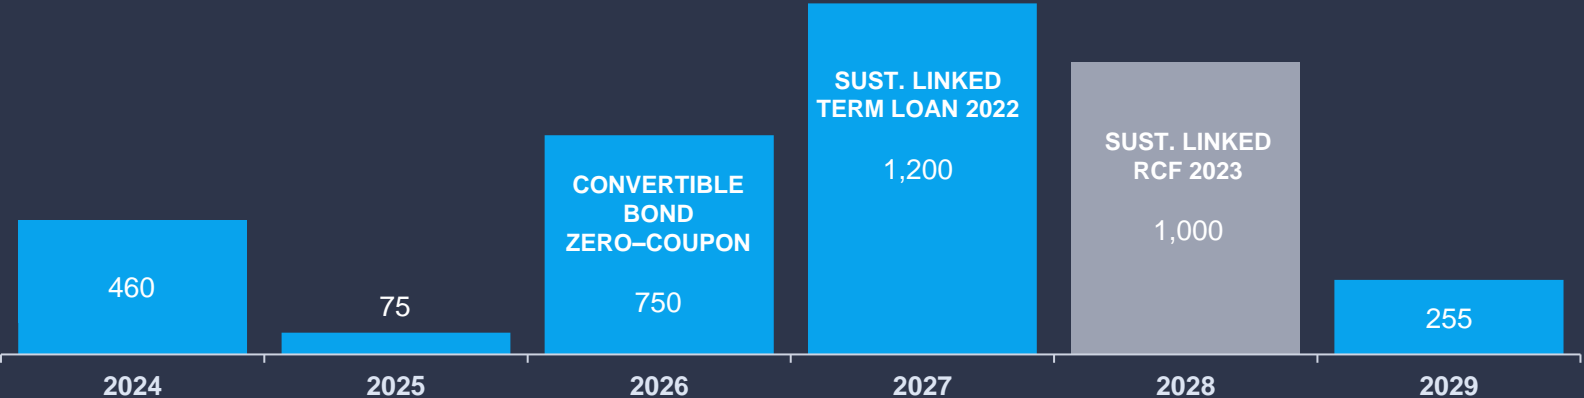 460
75
CONVERTIBLE
BOND
ZERO–COUPON
750
SUST. LINKED
TERM LOAN 2022
1,200
SUST. LINKED
RCF 2023
1,000
255
2024
2025
2026
2027
2028
2029